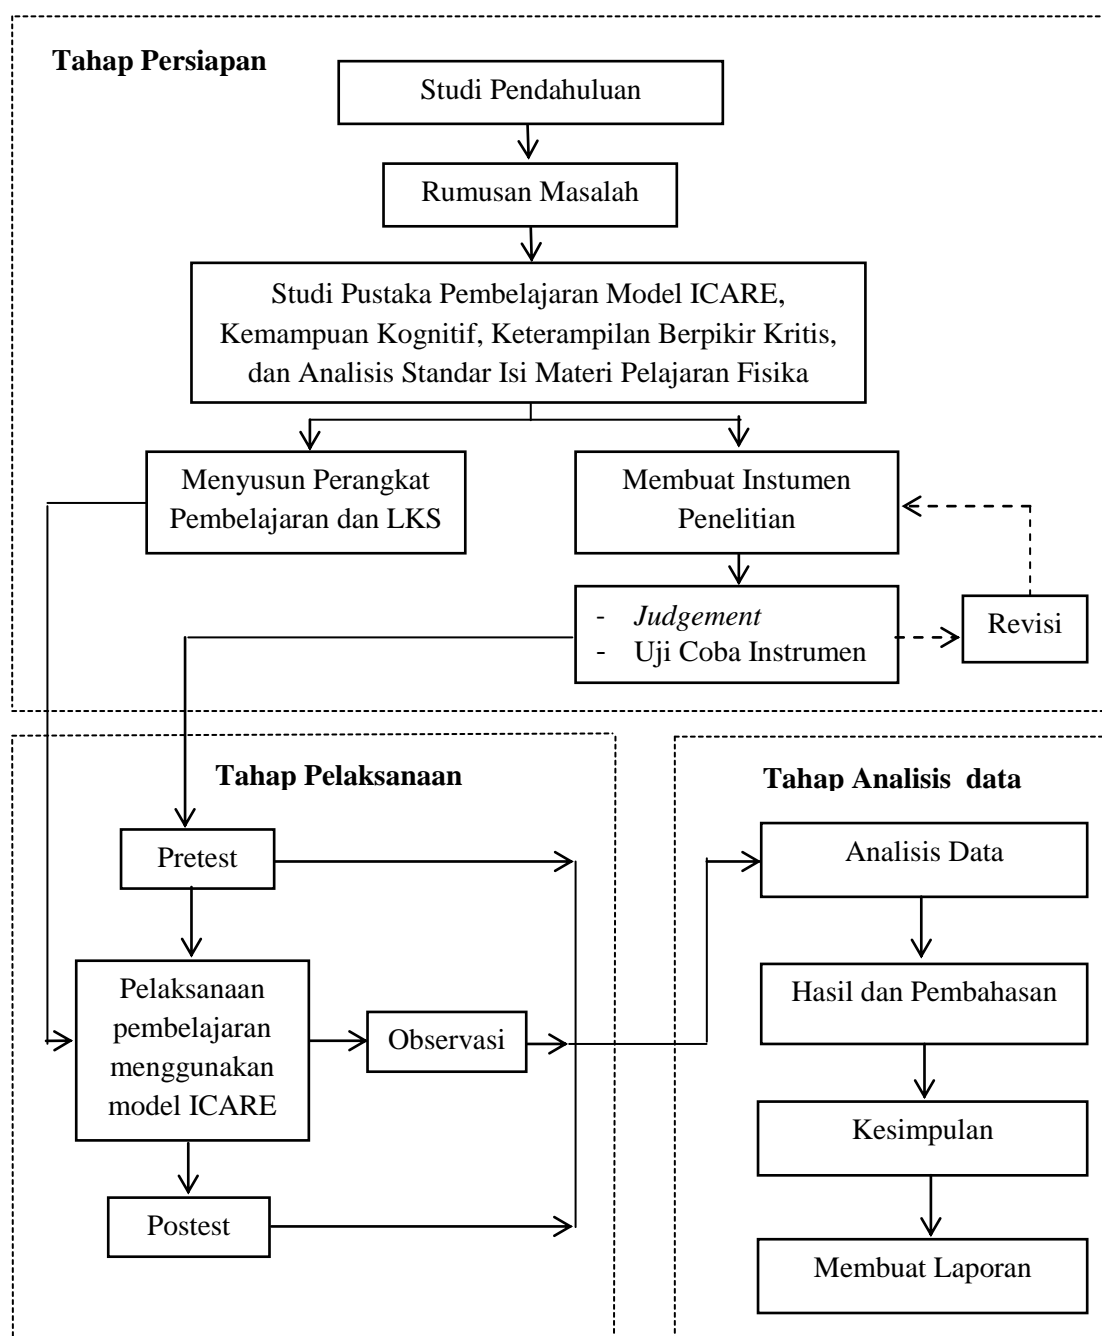 Tahap Persiapan
Studi Pendahuluan
Rumusan Masalah
Studi Pustaka Pembelajaran Model ICARE,
Kemampuan Kognitif, Keterampilan Berpikir Kritis,
dan Analisis Standar Isi Materi Pelajaran Fisika
Menyusun Perangkat
Pembelajaran dan LKS
Membuat Instumen
Penelitian
- Judgement
- Uji Coba Instrumen
Revisi
Tahap Pelaksanaan
Pretest
Pelaksanaan
pembelajaran
menggunakan
model ICARE
Observasi
Postest
Tahap Analisis data
Analisis Data
Hasil dan Pembahasan
Kesimpulan
Membuat Laporan